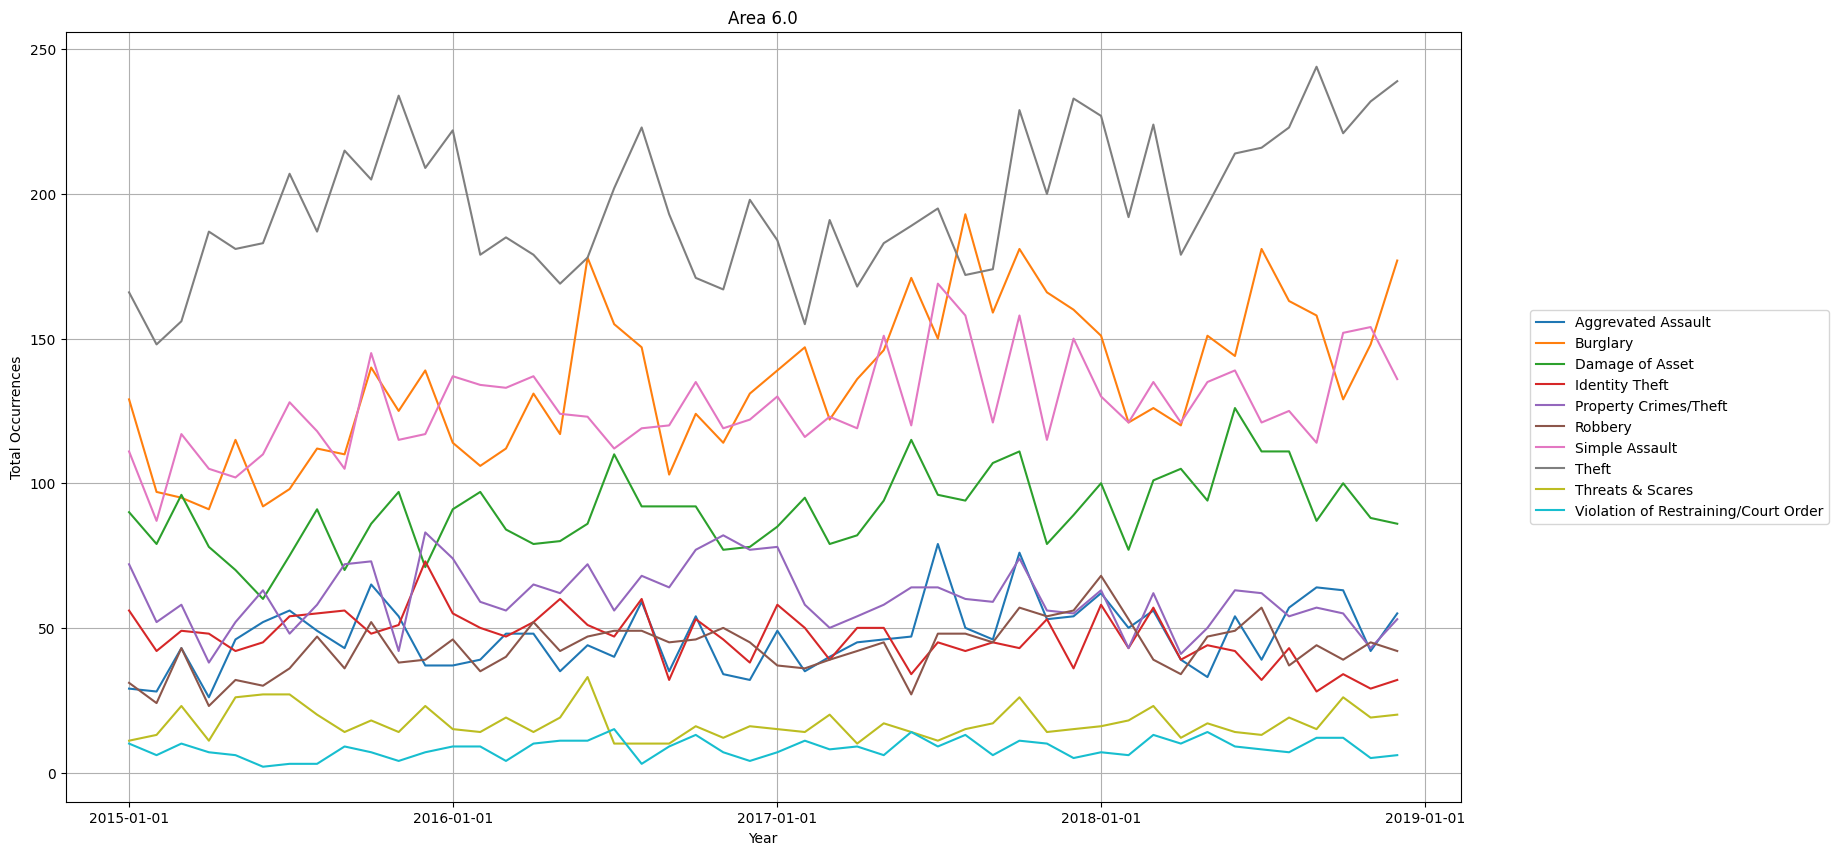 Area 6.0
250
200
150
100
50
0
Total Occurrences
2015-01-01
2016-01-01
2017-01-01
2018-01-01
2019-01-01
Year
Aggrevated Assault
Burglary
Damage of Asset
Identity Theft
Property Crimes/Theft
Robbery
Simple Assault
Theft
Threats & Scares
Violation of Restraining/Court Order